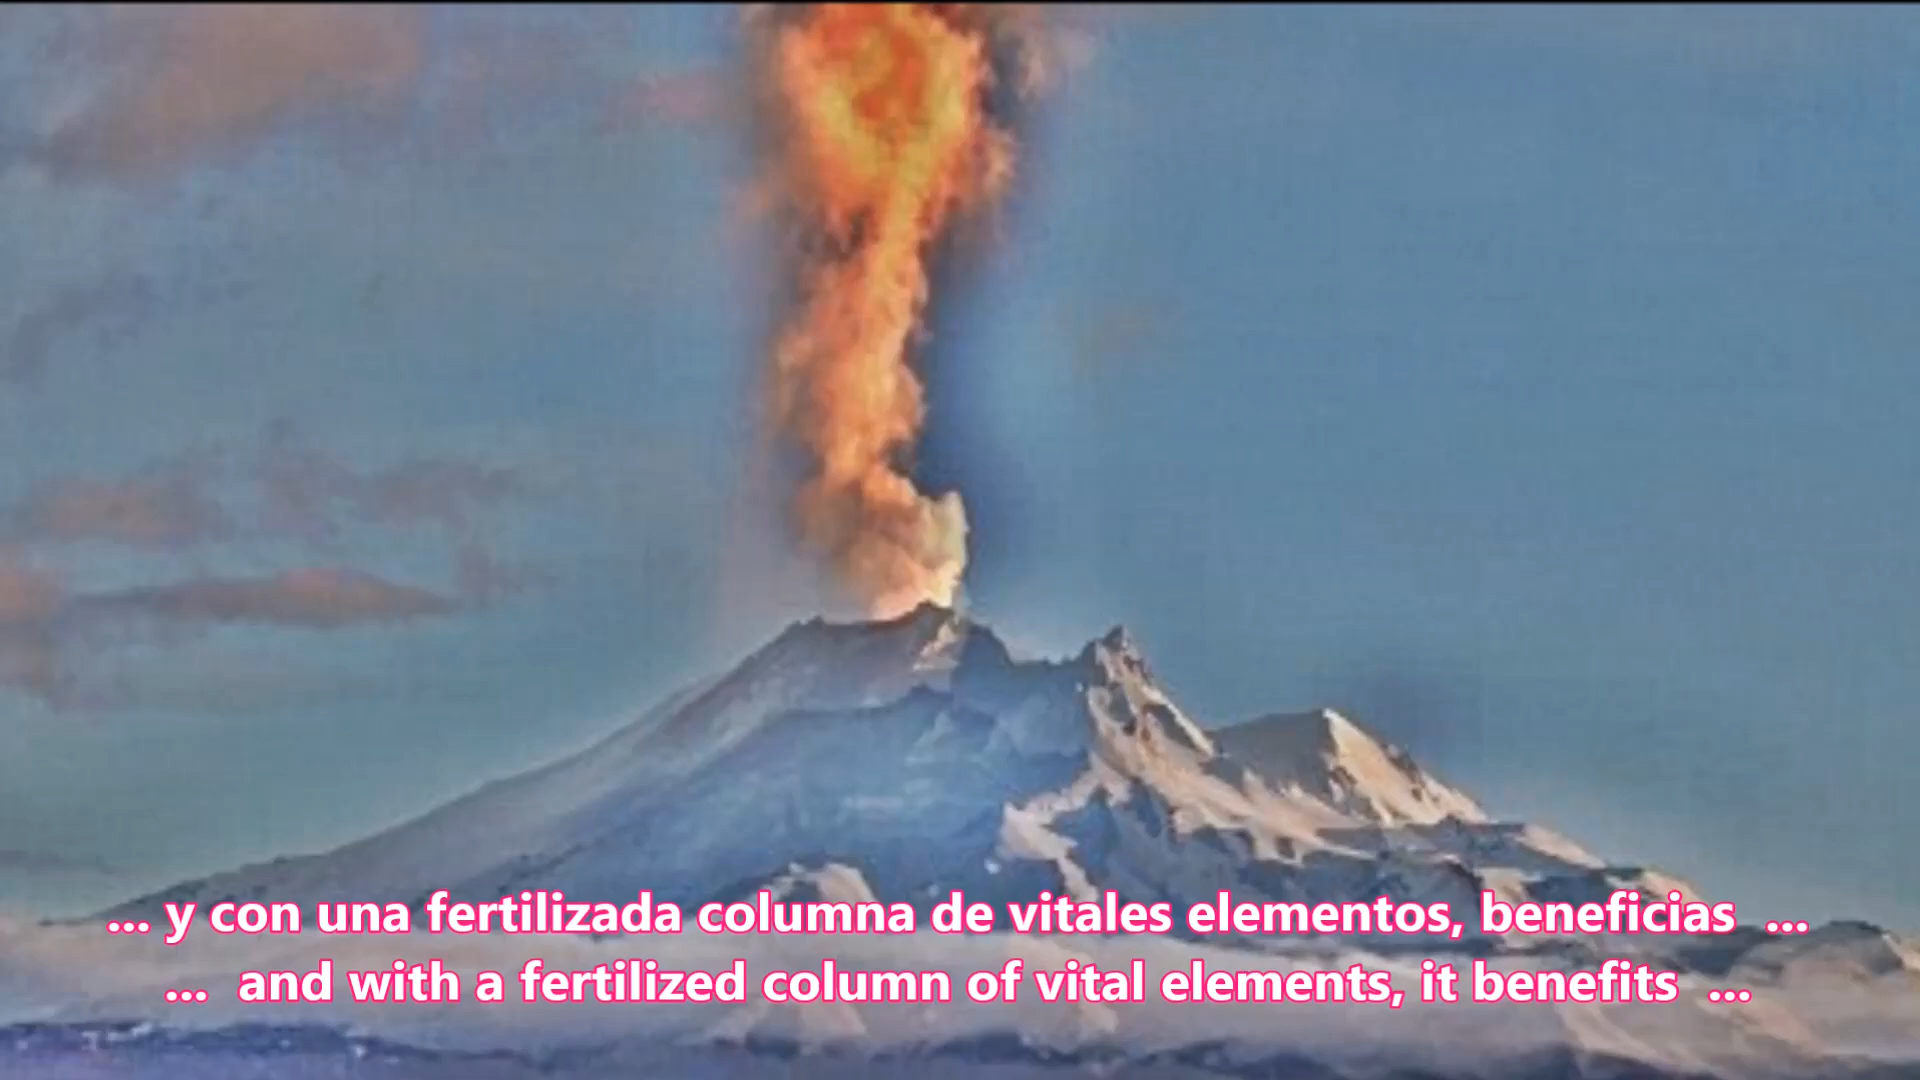 ... y con una fertilizada columna de vitales elementos, beneficias ...
... and with a fertilized column of vital elements, it benefits ...